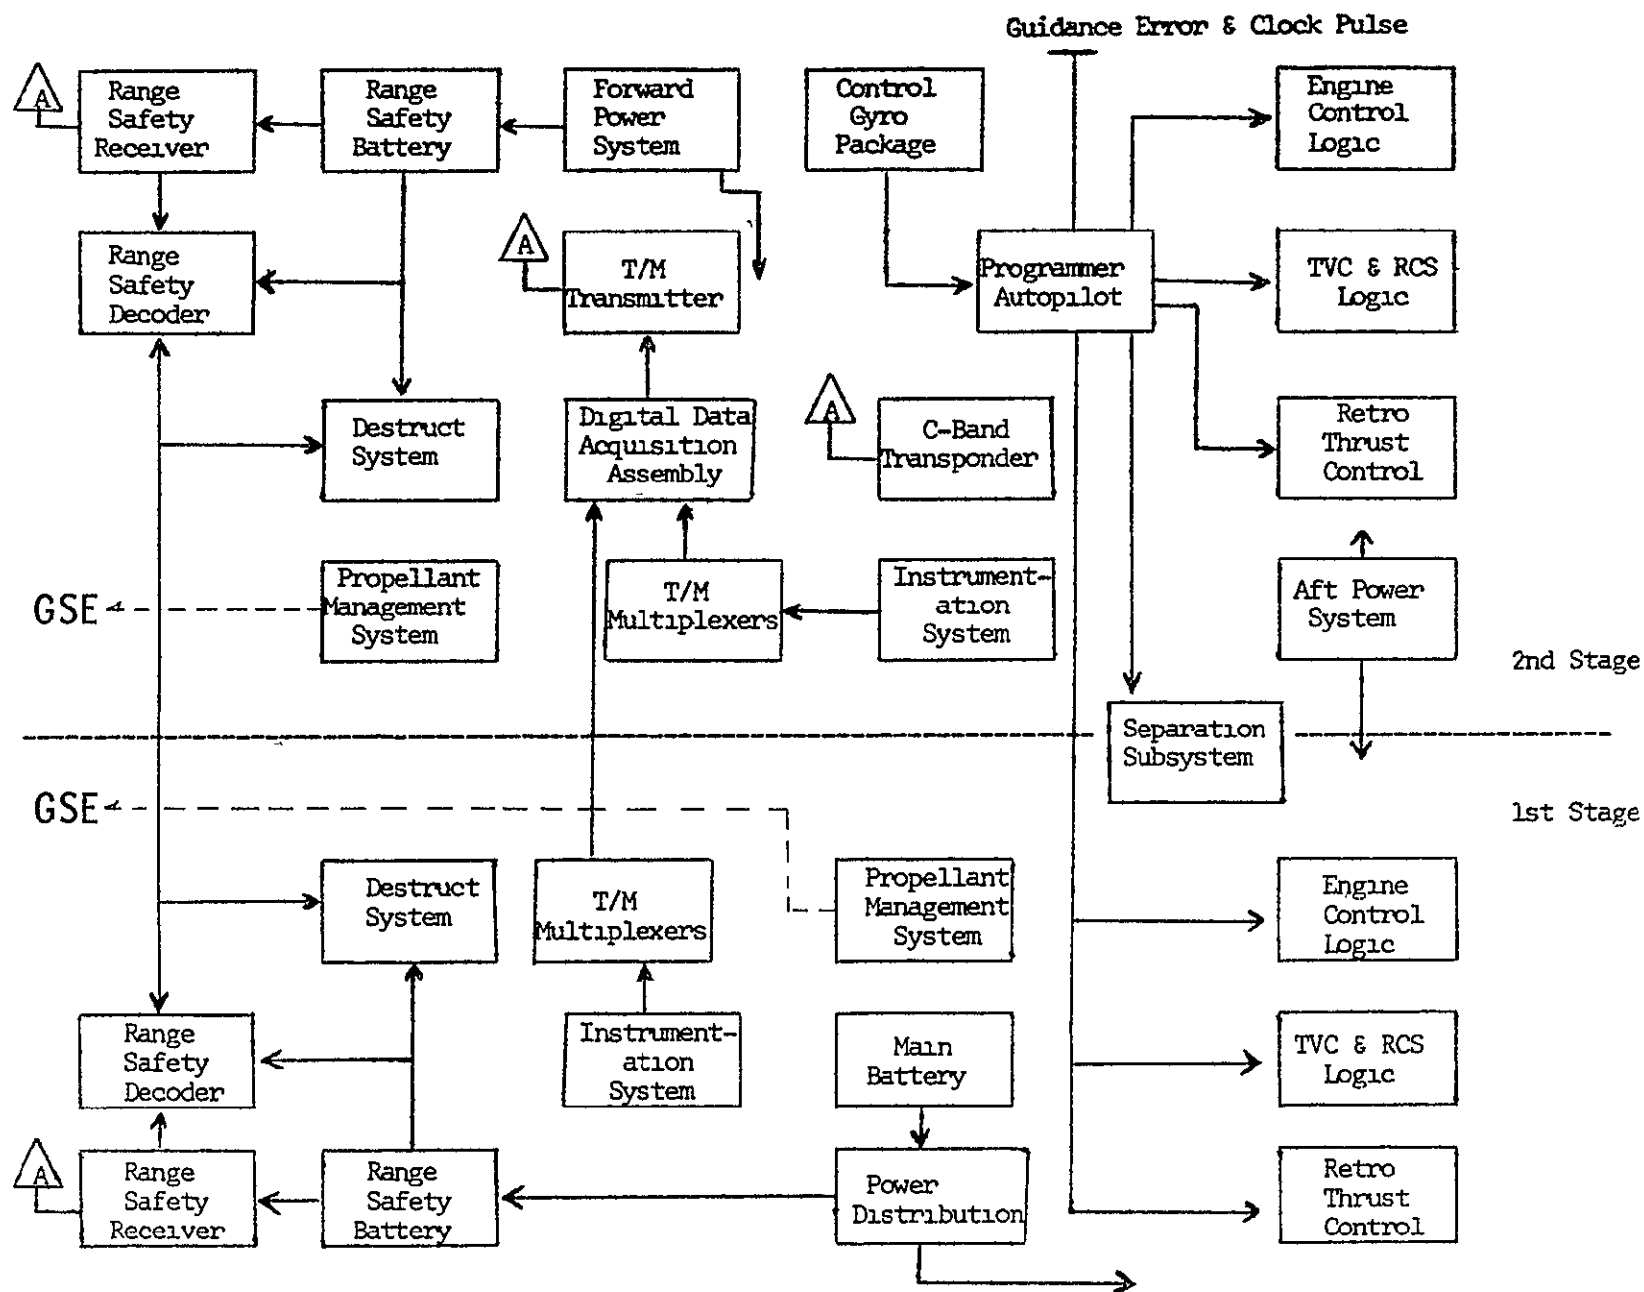 Guidance Error & Clock Pulse
A
Range
Safety
Receiver
Range
Safety
Battery
Forward
Power
System
Control
Gyro
Package
Engine
Control
Logic
Range
Safety
Decoder
A
T/M
Transmitter
Programmer
Autopilot
TVC & RCS
Logic
Destruct
System
Digital Data
Acquisition
Assembly
A
C-Band
Transponder
Retro
Thrust
Control
GSE
Propellant
Management
System
T/M
Multiplexers
Instrument-
ation
System
Aft Power
System
2nd Stage
Separation
Subsystem
GSE
1st Stage
Destruct
System
T/M
Multiplexers
Propellant
Management
System
Engine
Control
Logic
Range
Safety
Decoder
Instrument-
ation
System
Main
Battery
TVC & RCS
Logic
A
Range
Safety
Receiver
Range
Safety
Battery
Power
Distribution
Retro
Thrust
Control